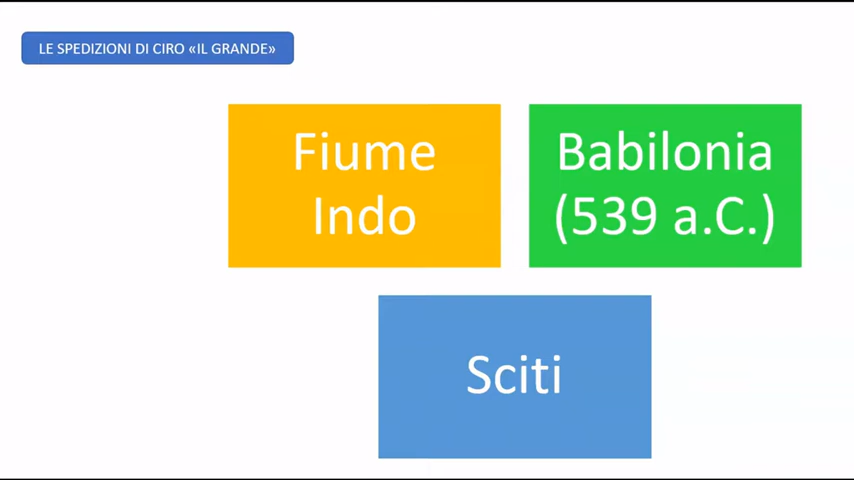 LE SPEDIZIONI DI CIRO «IL GRANDE»
Fiume
Indo
Babilonia
(539 a.C.)
Sciti